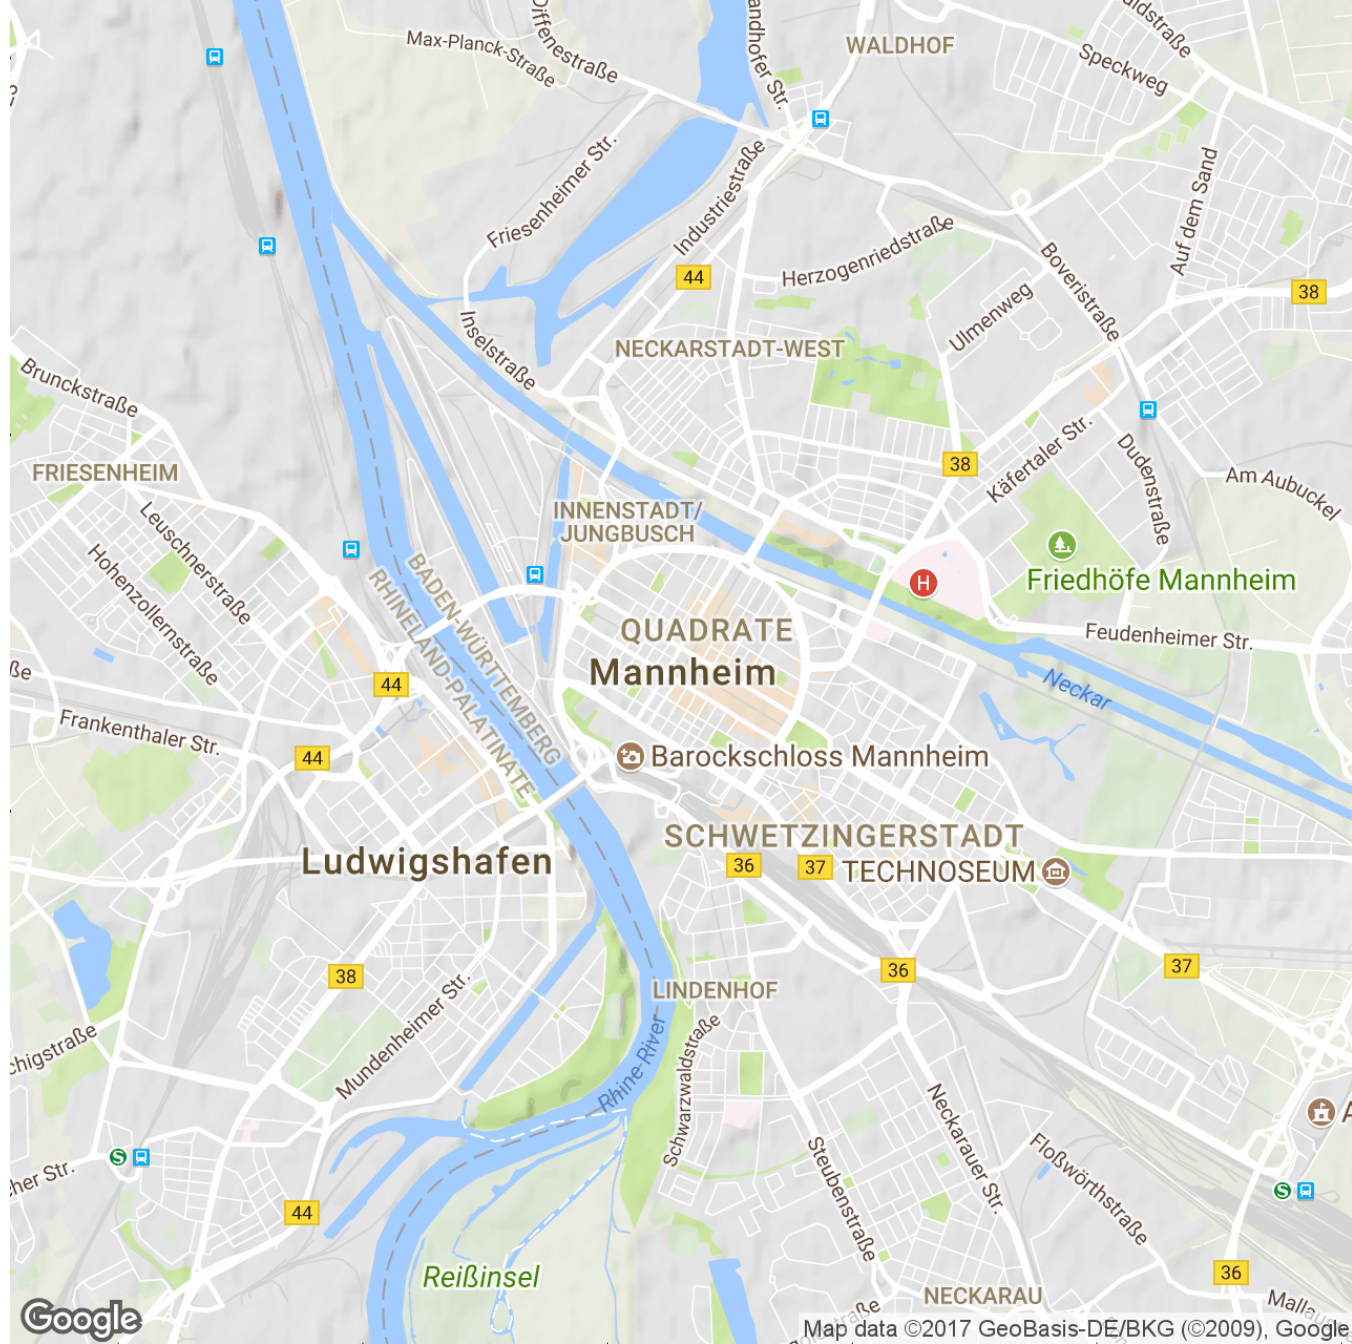 Diffenestraße
Max-Planck-Straße
WALDHOF
Speckweg
Friesenheimer Str.
Industriestraße
Auf dem Sand
Herzogenriedstraße
Boveristraße
44
38
Ulmenweg
Inselstraße
NECKARSTADT-WEST
Brunckstraße
Käfertaler Str.
Dudenstraße
38
FRIESENHEIM
Am Aubuckel
Leuschnerstraße
INNENSTADT/
JUNGBUSCH
Hohenzollernstraße
BADEN-WÜRTTEMBERG
RHINELAND-PALATINATE
H
Friedhöfe Mannheim
QUADRATE
Feudenheimer Str.
Mannheim
44
Neckar
Frankenthaler Str.
44
Barockschloss Mannheim
SCHWETZINGERSTADT
Ludwigshafen
36
37
TECHNOSEUM
38
36
37
Mundenheimer Str.
LINDENHOF
Rhine River
Schwarzwaldstraße
Neckarauer Str.
Steubenstraße
Floßwörthstraße
S
S
44
Reißinsel
36
NECKARAU
Google
Map data ©2017 GeoBasis-DE/BKG (©2009), Google